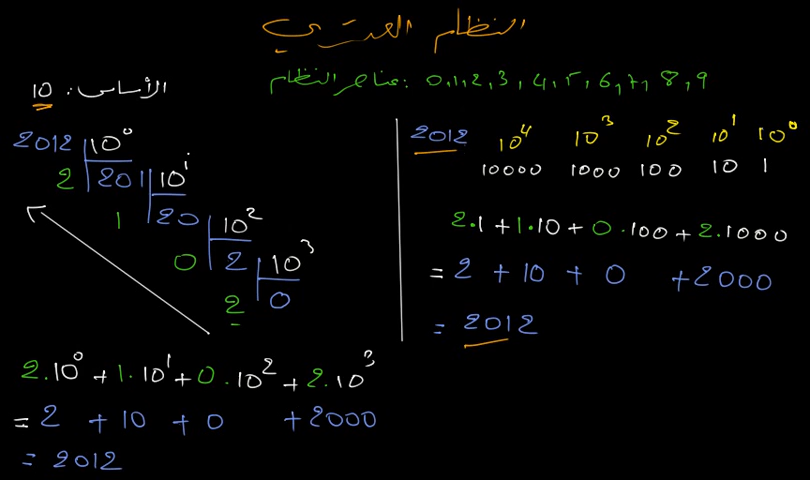 النظام العشري
عناصر النظام: 0,1,2,3,4,5,6,7,8,9
الأساس: 10
2012 10⁰
2 201 10¹
1 20 10²
0 2 10³
2 0
2.10⁰ + 1.10¹ + 0.10² + 2.10³
= 2 + 10 + 0 + 2000
= 2012
2012 10⁴ 10³ 10² 10¹ 10⁰
10000 1000 100 10 1
2.1 + 1.10 + 0.100 + 2.1000
= 2 + 10 + 0 + 2000
= 2012